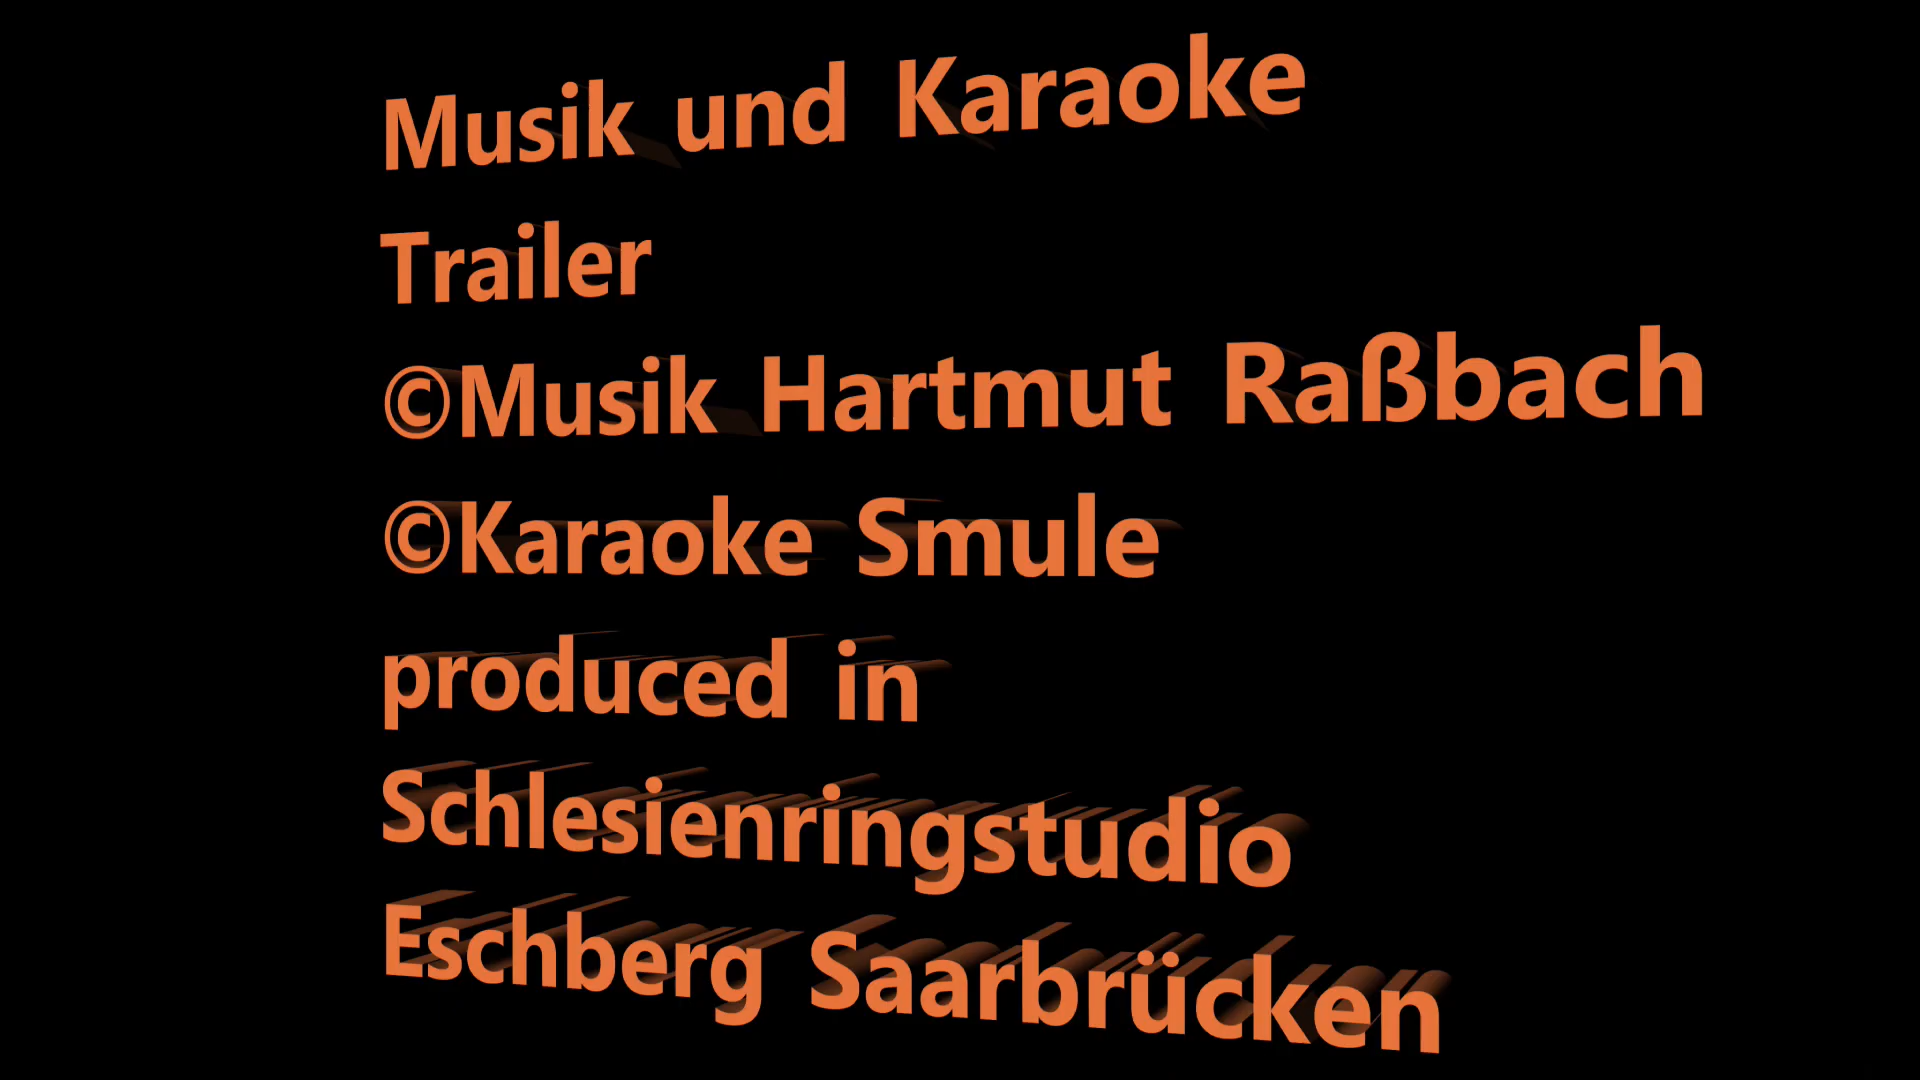 Musik und Karaoke
Trailer
©Musik Hartmut Raßbach
©Karaoke Smule
produced in
Schlesienringstudio
Eschberg Saarbrücken